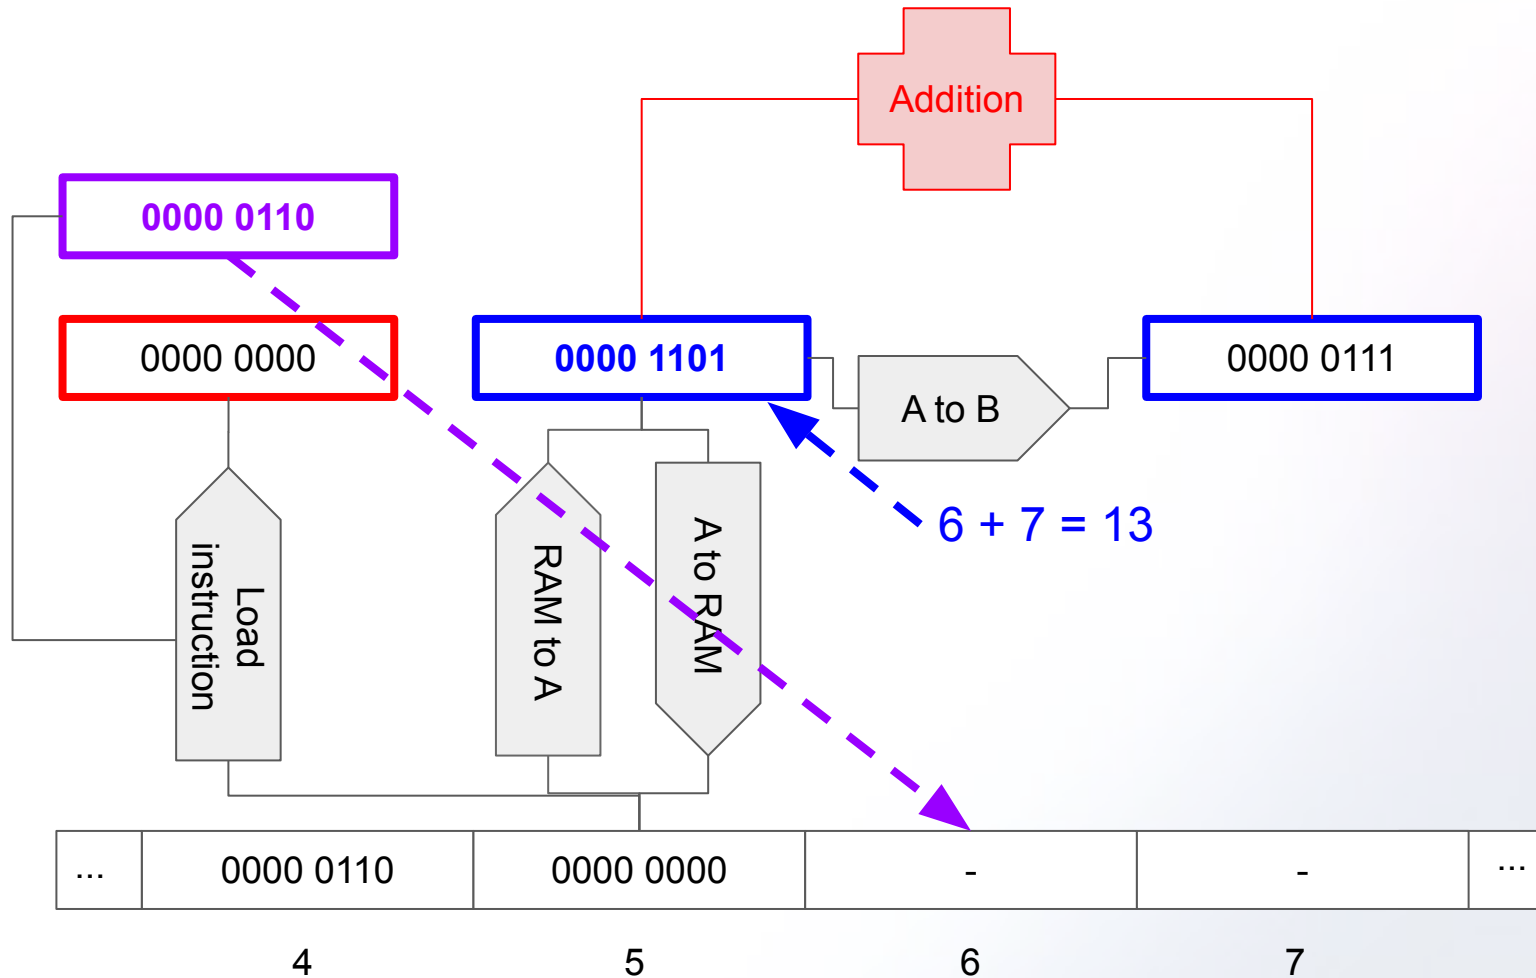 Addition
0000 0110
0000 0000
0000 1101
0000 0111
A to B
6 + 7 = 13
Load
instruction
RAM to A
A to RAM
...
0000 0110
0000 0000
-
-
...
4
5
6
7